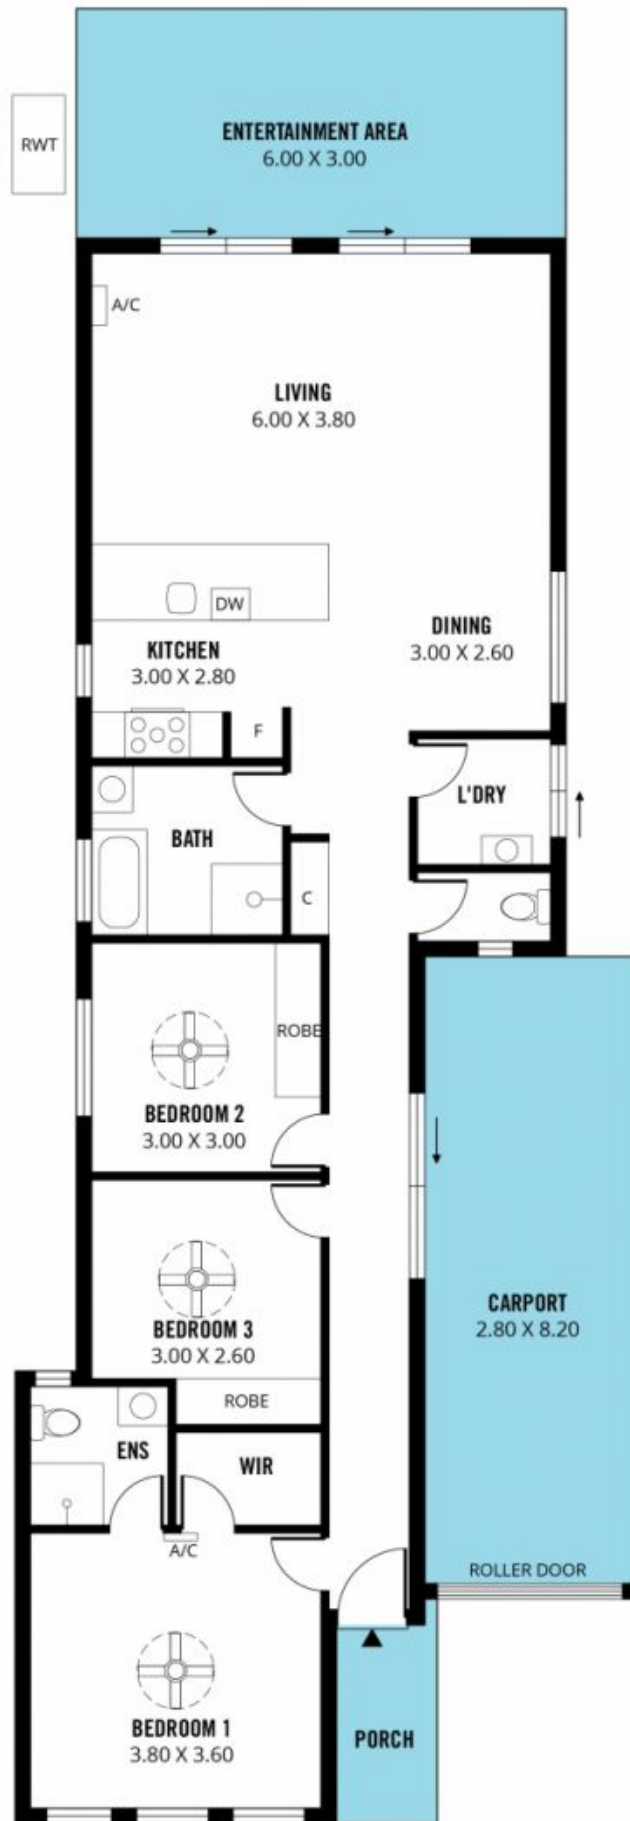 RWT
ENTERTAINMENT AREA
6.00 X 3.00
A/C
LIVING
6.00 X 3.80
DW
KITCHEN
3.00 X 2.80
DINING
3.00 X 2.60
F
L'DRY
BATH
C
ROBE
BEDROOM 2
3.00 X 3.00
BEDROOM 3
3.00 X 2.60
CARPORT
2.80 X 8.20
ROBE
ENS
WIR
A/C
ROLLER DOOR
BEDROOM 1
3.80 X 3.60
PORCH